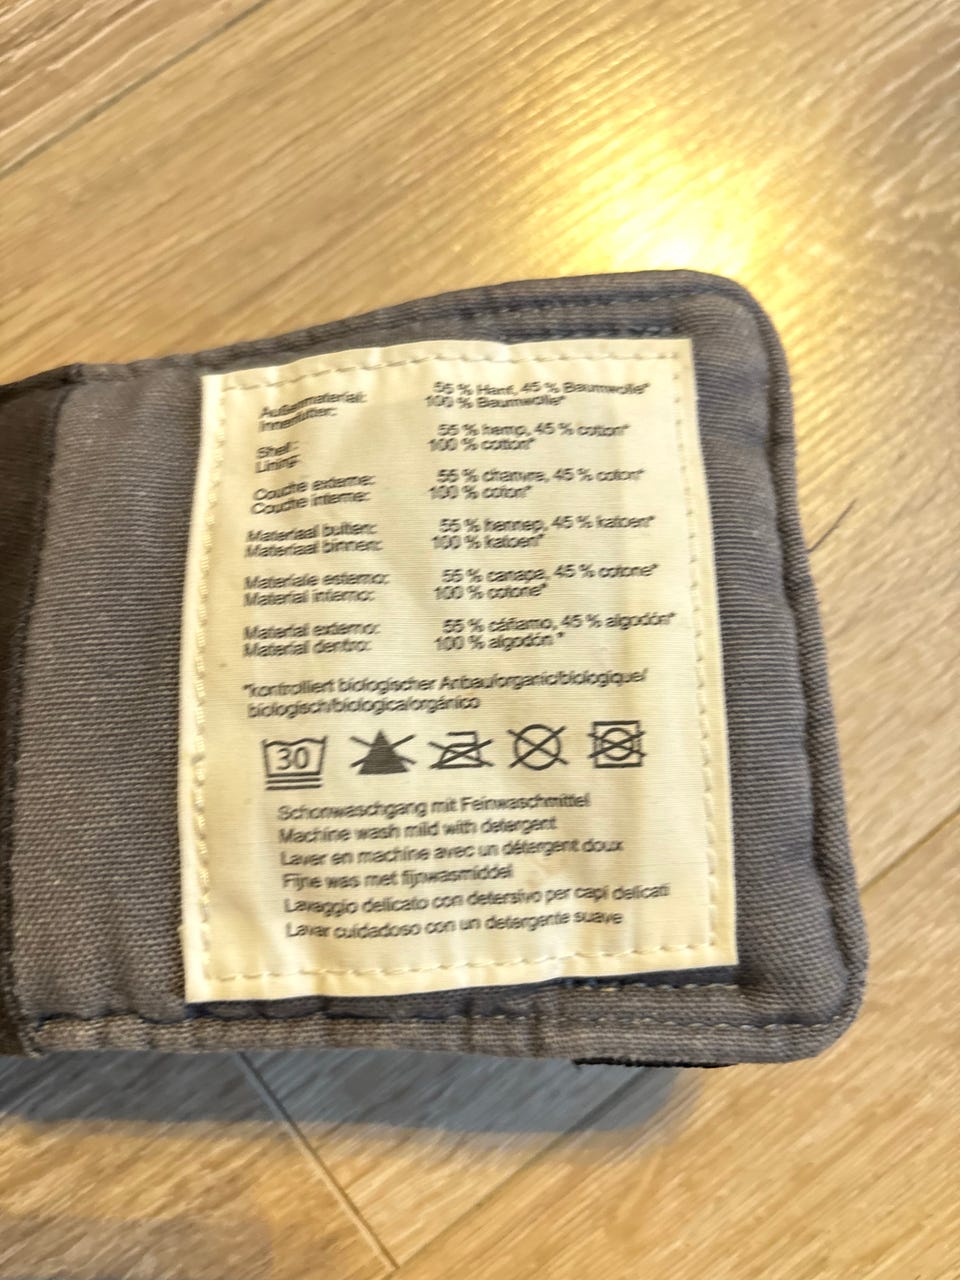 Außenmaterial: 55 % Hanf, 45 % Baumwolle*
Innenfutter: 100 % Baumwolle*
Shell: 55 % hemp, 45 % cotton*
Lining: 100 % cotton*
Couche externe: 55 % chanvre, 45 % coton*
Couche interne: 100 % coton*
Materiaal buiten: 55 % hennep, 45 % katoen*
Materiaal binnen: 100 % katoen*
Materiale esterno: 55 % canapa, 45 % cotone*
Material interno: 100 % cotone*
Material externo: 55 % cáñamo, 45 % algodón*
Material dentro: 100 % algodón *
*kontrolliert biologischer Anbau/organic/biologique/
biologisch/biologica/orgánico
30
Schonwaschgang mit Feinwaschmittel
Machine wash mild with detergent
Laver en machine avec un détergent doux
Fijne was met fijnwasmiddel
Lavaggio delicato con detersivo per capi delicati
Lavar cuidadoso con un detergente suave